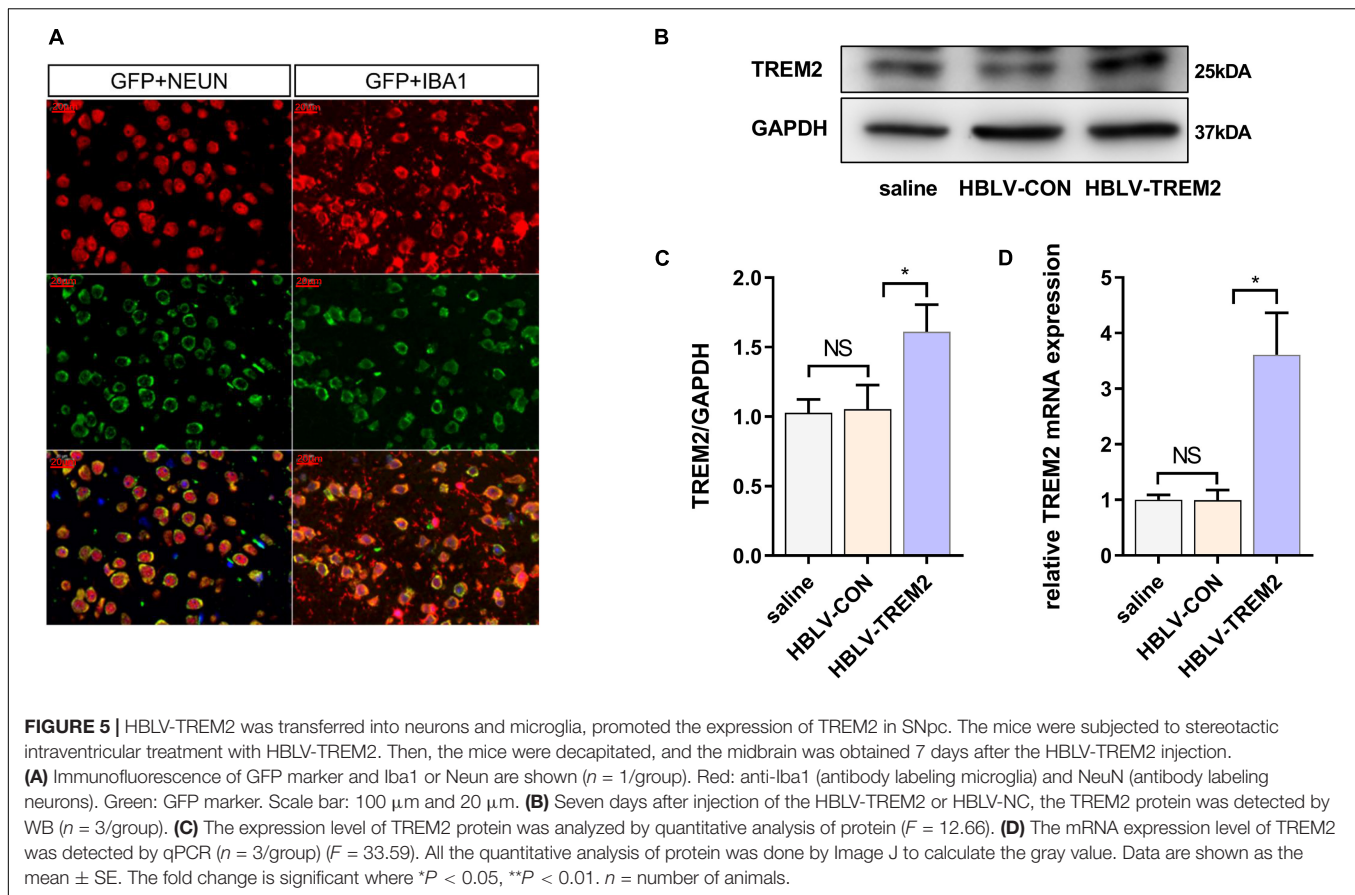 A
GFP+NEUN
GFP+IBA1
20μm
20μm
20μm
20μm
20μm
20μm
B
TREM2
25kDA
GAPDH
37kDA
saline HBLV-CON HBLV-TREM2
C
TREM2/GAPDH
2.0
1.5
1.0
0.5
0.0
NS
*
saline
HBLV-CON
HBLV-TREM2
D
relative TREM2 mRNA expression
5
4
3
2
1
0
NS
*
saline
HBLV-CON
HBLV-TREM2
FIGURE 5 | HBLV-TREM2 was transferred into neurons and microglia, promoted the expression of TREM2 in SNpc. The mice were subjected to stereotactic
intraventricular treatment with HBLV-TREM2. Then, the mice were decapitated, and the midbrain was obtained 7 days after the HBLV-TREM2 injection.
(A) Immunofluorescence of GFP marker and Iba1 or Neun are shown (n = 1/group). Red: anti-Iba1 (antibody labeling microglia) and NeuN (antibody labeling
neurons). Green: GFP marker. Scale bar: 100 μm and 20 μm. (B) Seven days after injection of the HBLV-TREM2 or HBLV-NC, the TREM2 protein was detected by
WB (n = 3/group). (C) The expression level of TREM2 protein was analyzed by quantitative analysis of protein (F = 12.66). (D) The mRNA expression level of TREM2
was detected by qPCR (n = 3/group) (F = 33.59). All the quantitative analysis of protein was done by Image J to calculate the gray value. Data are shown as the
mean ± SE. The fold change is significant where *P < 0.05, **P < 0.01. n = number of animals.